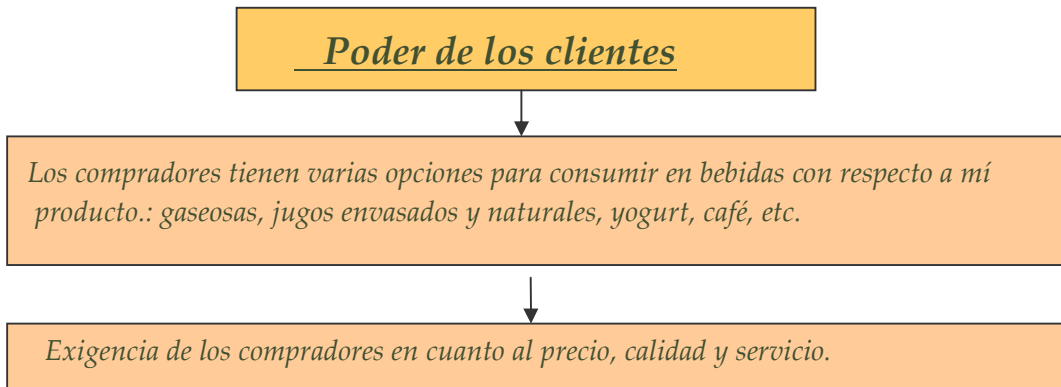 Poder de los clientes
Los compradores tienen varias opciones para consumir en bebidas con respecto a mí
producto.: gaseosas, jugos envasados y naturales, yogurt, café, etc.
Exigencia de los compradores en cuanto al precio, calidad y servicio.